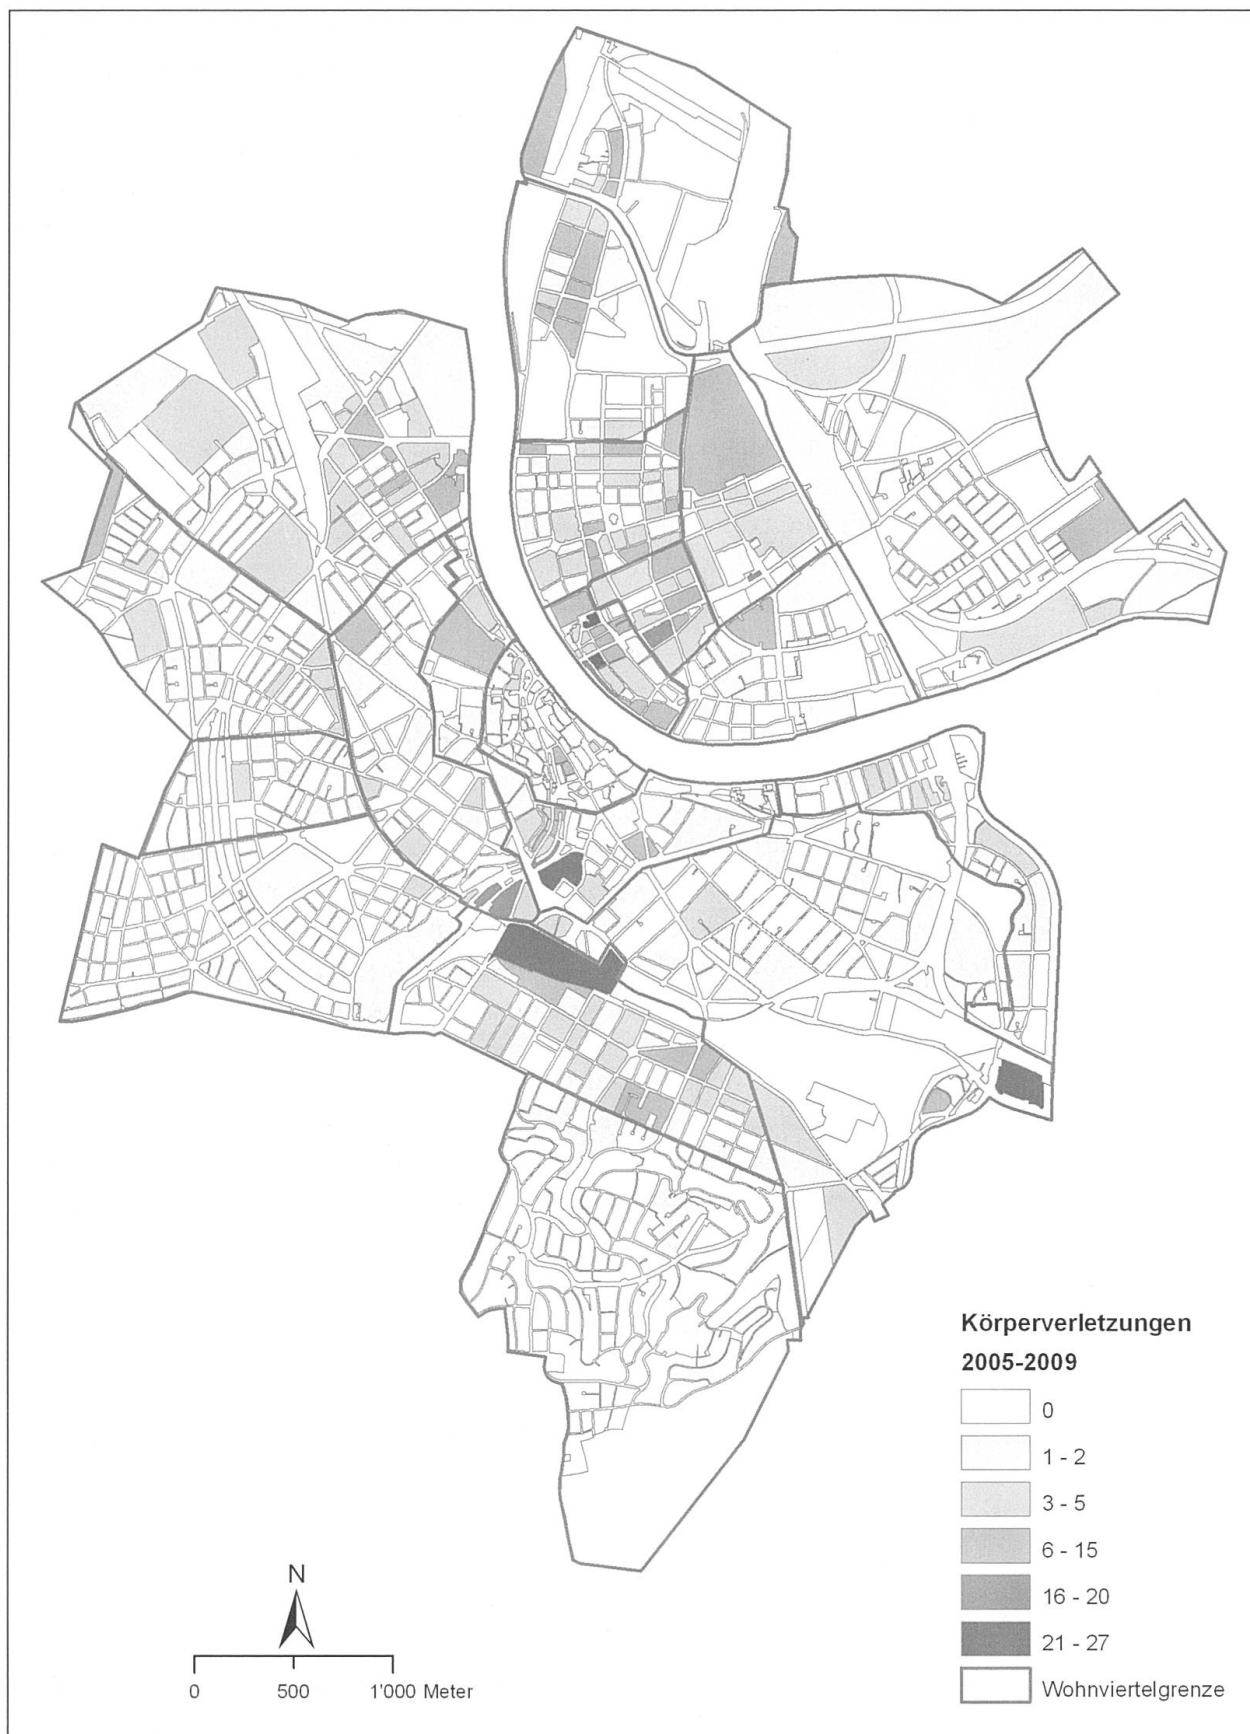 Körperverletzungen
2005-2009
0
1 - 2
3 - 5
6 - 15
16 - 20
21 - 27
Wohnviertelgrenze
N
0 500 1'000 Meter